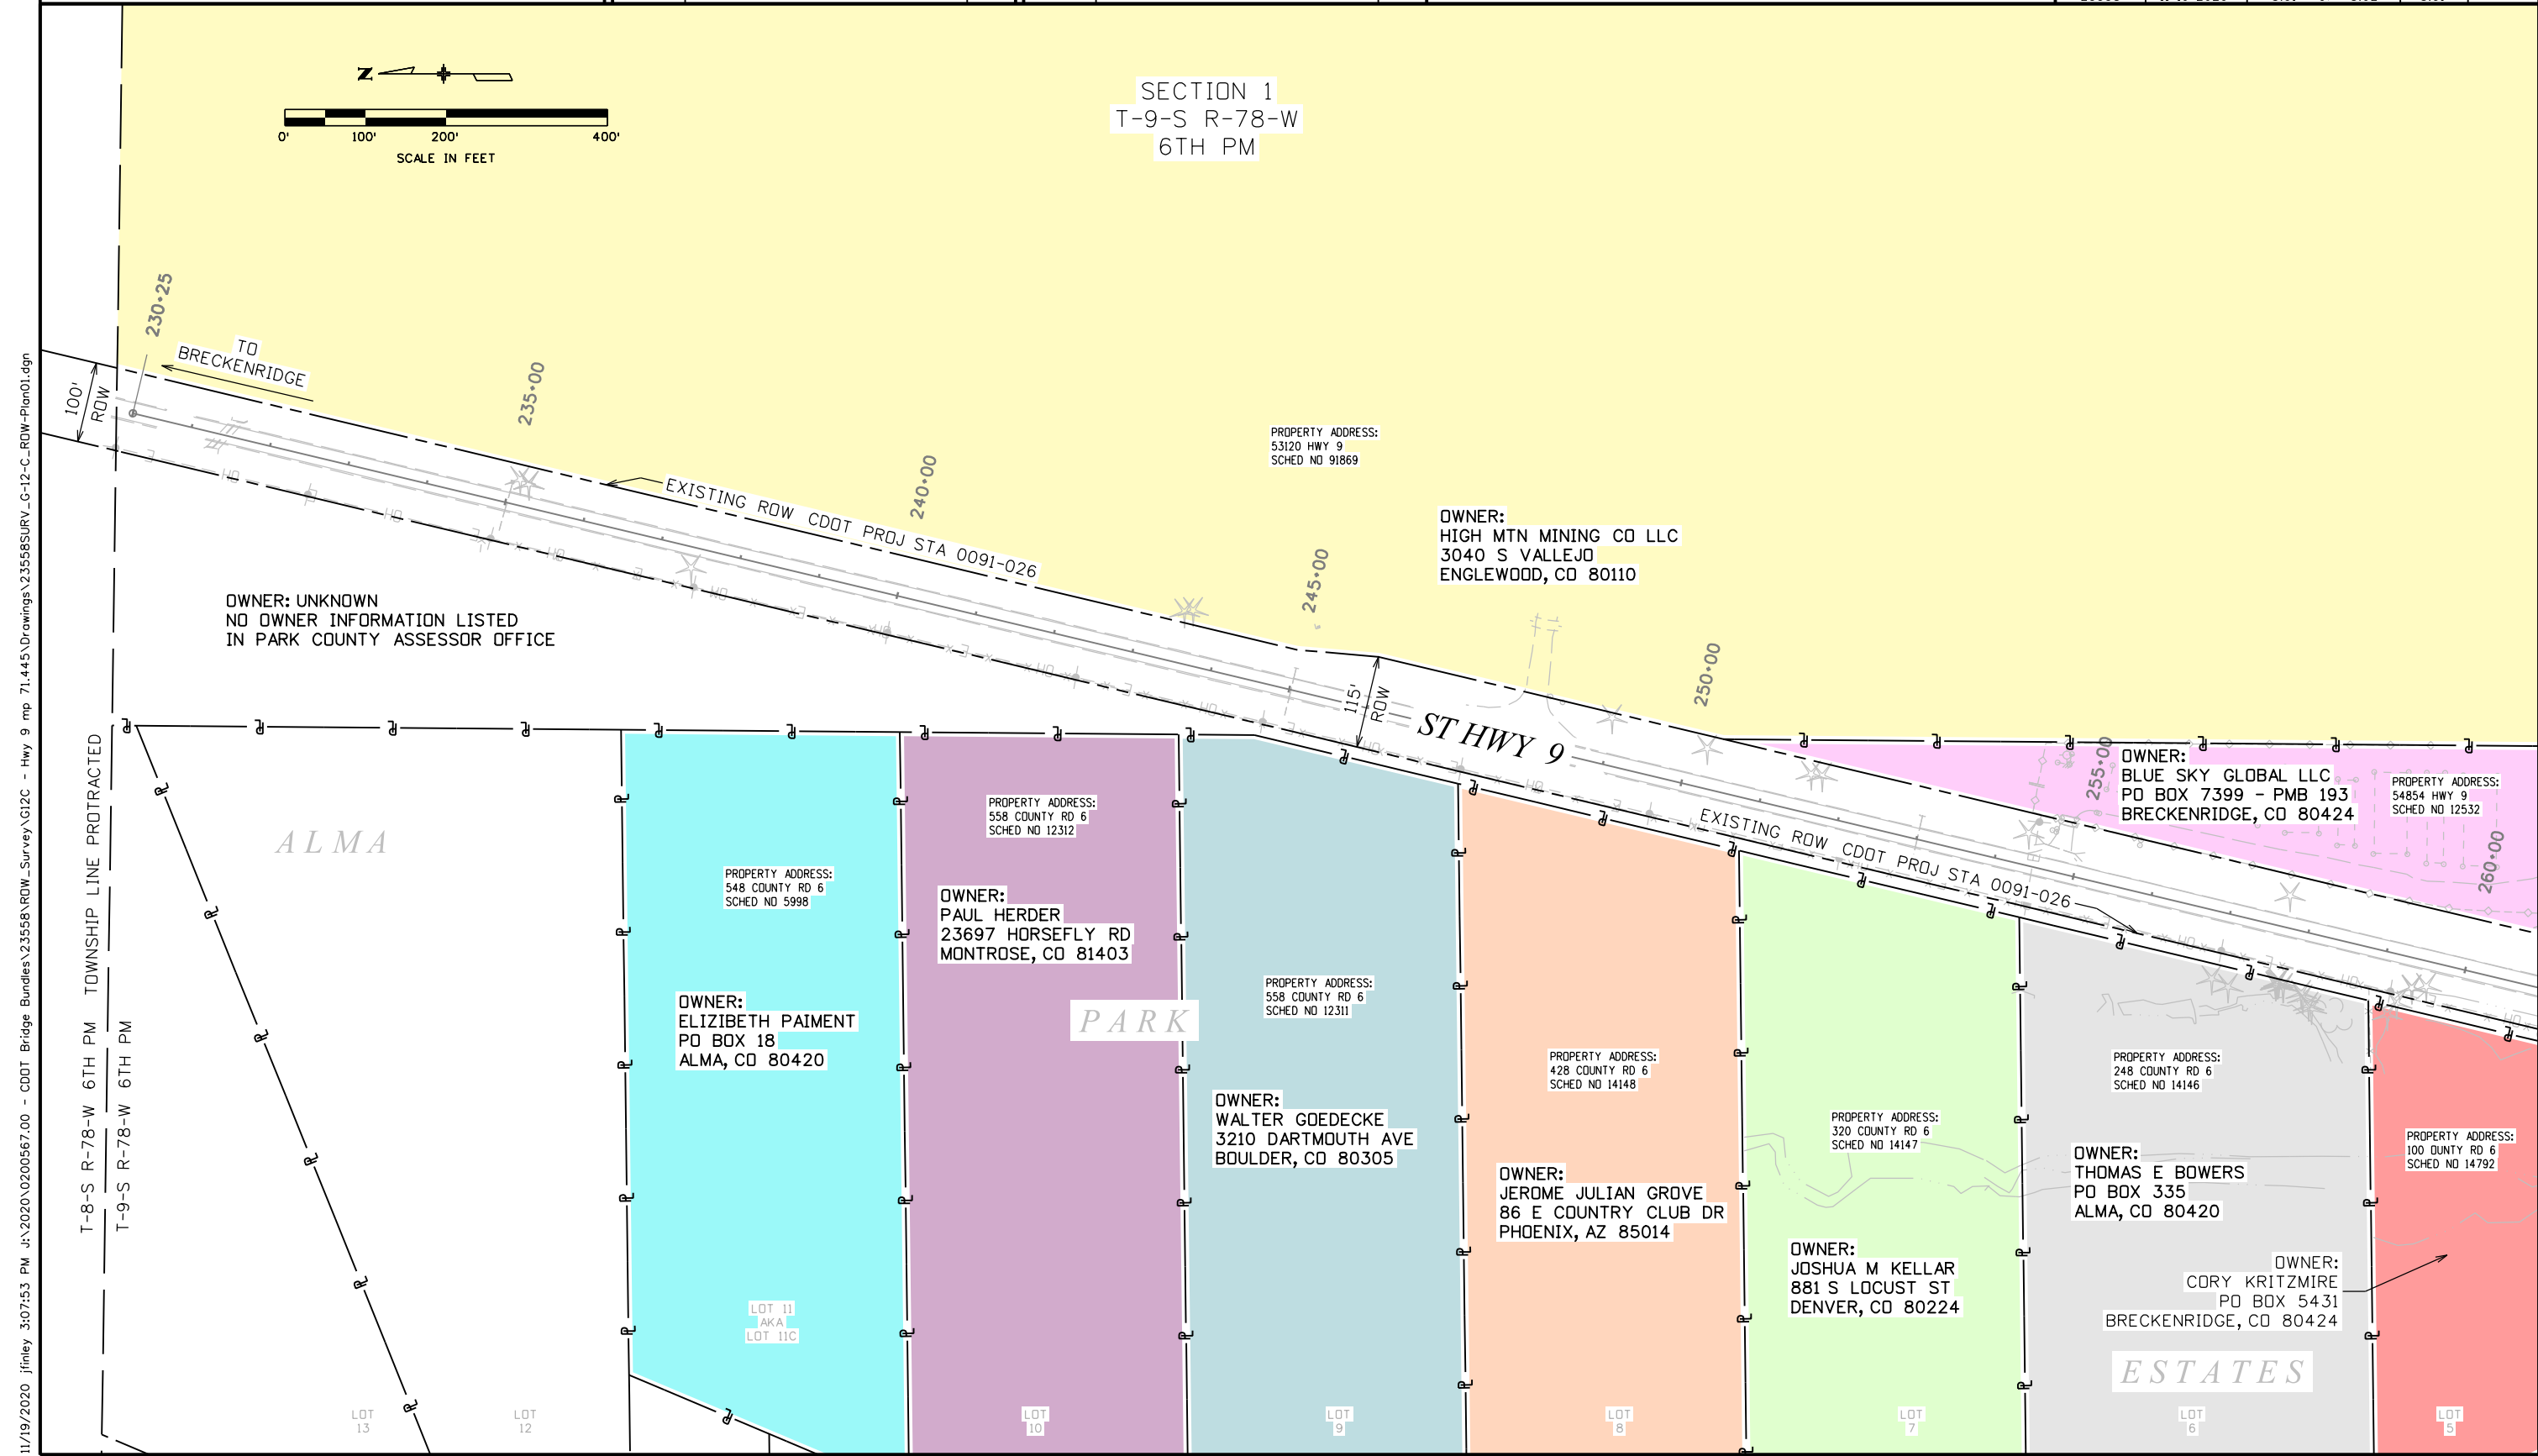 SECTION 1
T-9-S R-78-W
6TH PM
N
0' 100' 200' 400'
SCALE IN FEET
230+25
TO
BRECKENRIDGE
100'
ROW
235+00
EXISTING ROW CDOT PROJ STA 0091-026
240+00
245+00
PROPERTY ADDRESS:
53120 HWY 9
SCHED NO 91869
OWNER:
HIGH MTN MINING CO LLC
3040 S VALLEJO
ENGLEWOOD, CO 80110
OWNER: UNKNOWN
NO OWNER INFORMATION LISTED
IN PARK COUNTY ASSESSOR OFFICE
115'
ROW
ST HWY 9
250+00
255+00
260+00
EXISTING ROW CDOT PROJ STA 0091-026
OWNER:
BLUE SKY GLOBAL LLC
PO BOX 7399 - PMB 193
BRECKENRIDGE, CO 80424
PROPERTY ADDRESS:
54854 HWY 9
SCHED NO 12532
TOWNSHIP LINE PROTRACTED
T-8-S R-78-W 6TH PM
T-9-S R-78-W 6TH PM
ALMA
PROPERTY ADDRESS:
548 COUNTY RD 6
SCHED NO 5998
OWNER:
ELIZIBETH PAIMENT
PO BOX 18
ALMA, CO 80420
LOT 11
AKA
LOT 11C
PROPERTY ADDRESS:
558 COUNTY RD 6
SCHED NO 12312
OWNER:
PAUL HERDER
23697 HORSEFLY RD
MONTROSE, CO 81403
PARK
PROPERTY ADDRESS:
558 COUNTY RD 6
SCHED NO 12311
OWNER:
WALTER GOEDECKE
3210 DARTMOUTH AVE
BOULDER, CO 80305
PROPERTY ADDRESS:
428 COUNTY RD 6
SCHED NO 14148
OWNER:
JEROME JULIAN GROVE
86 E COUNTRY CLUB DR
PHOENIX, AZ 85014
PROPERTY ADDRESS:
320 COUNTY RD 6
SCHED NO 14147
OWNER:
JOSHUA M KELLAR
881 S LOCUST ST
DENVER, CO 80224
PROPERTY ADDRESS:
248 COUNTY RD 6
SCHED NO 14146
OWNER:
THOMAS E BOWERS
PO BOX 335
ALMA, CO 80420
PROPERTY ADDRESS:
100 OUNTY RD 6
SCHED NO 14792
OWNER:
CORY KRITZMIRE
PO BOX 5431
BRECKENRIDGE, CO 80424
ESTATES
LOT
13
LOT
12
LOT
10
LOT
9
LOT
8
LOT
7
LOT
6
LOT
5
11/19/2020 jfinley 3:07:53 PM J:\2020\0200567.00 - CDOT Bridge Bundles\23558\ROW_Survey\G12C - Hwy 9 mp 71.445\Drawings\23558SURV_G-12-C_ROW-Plan01.dgn